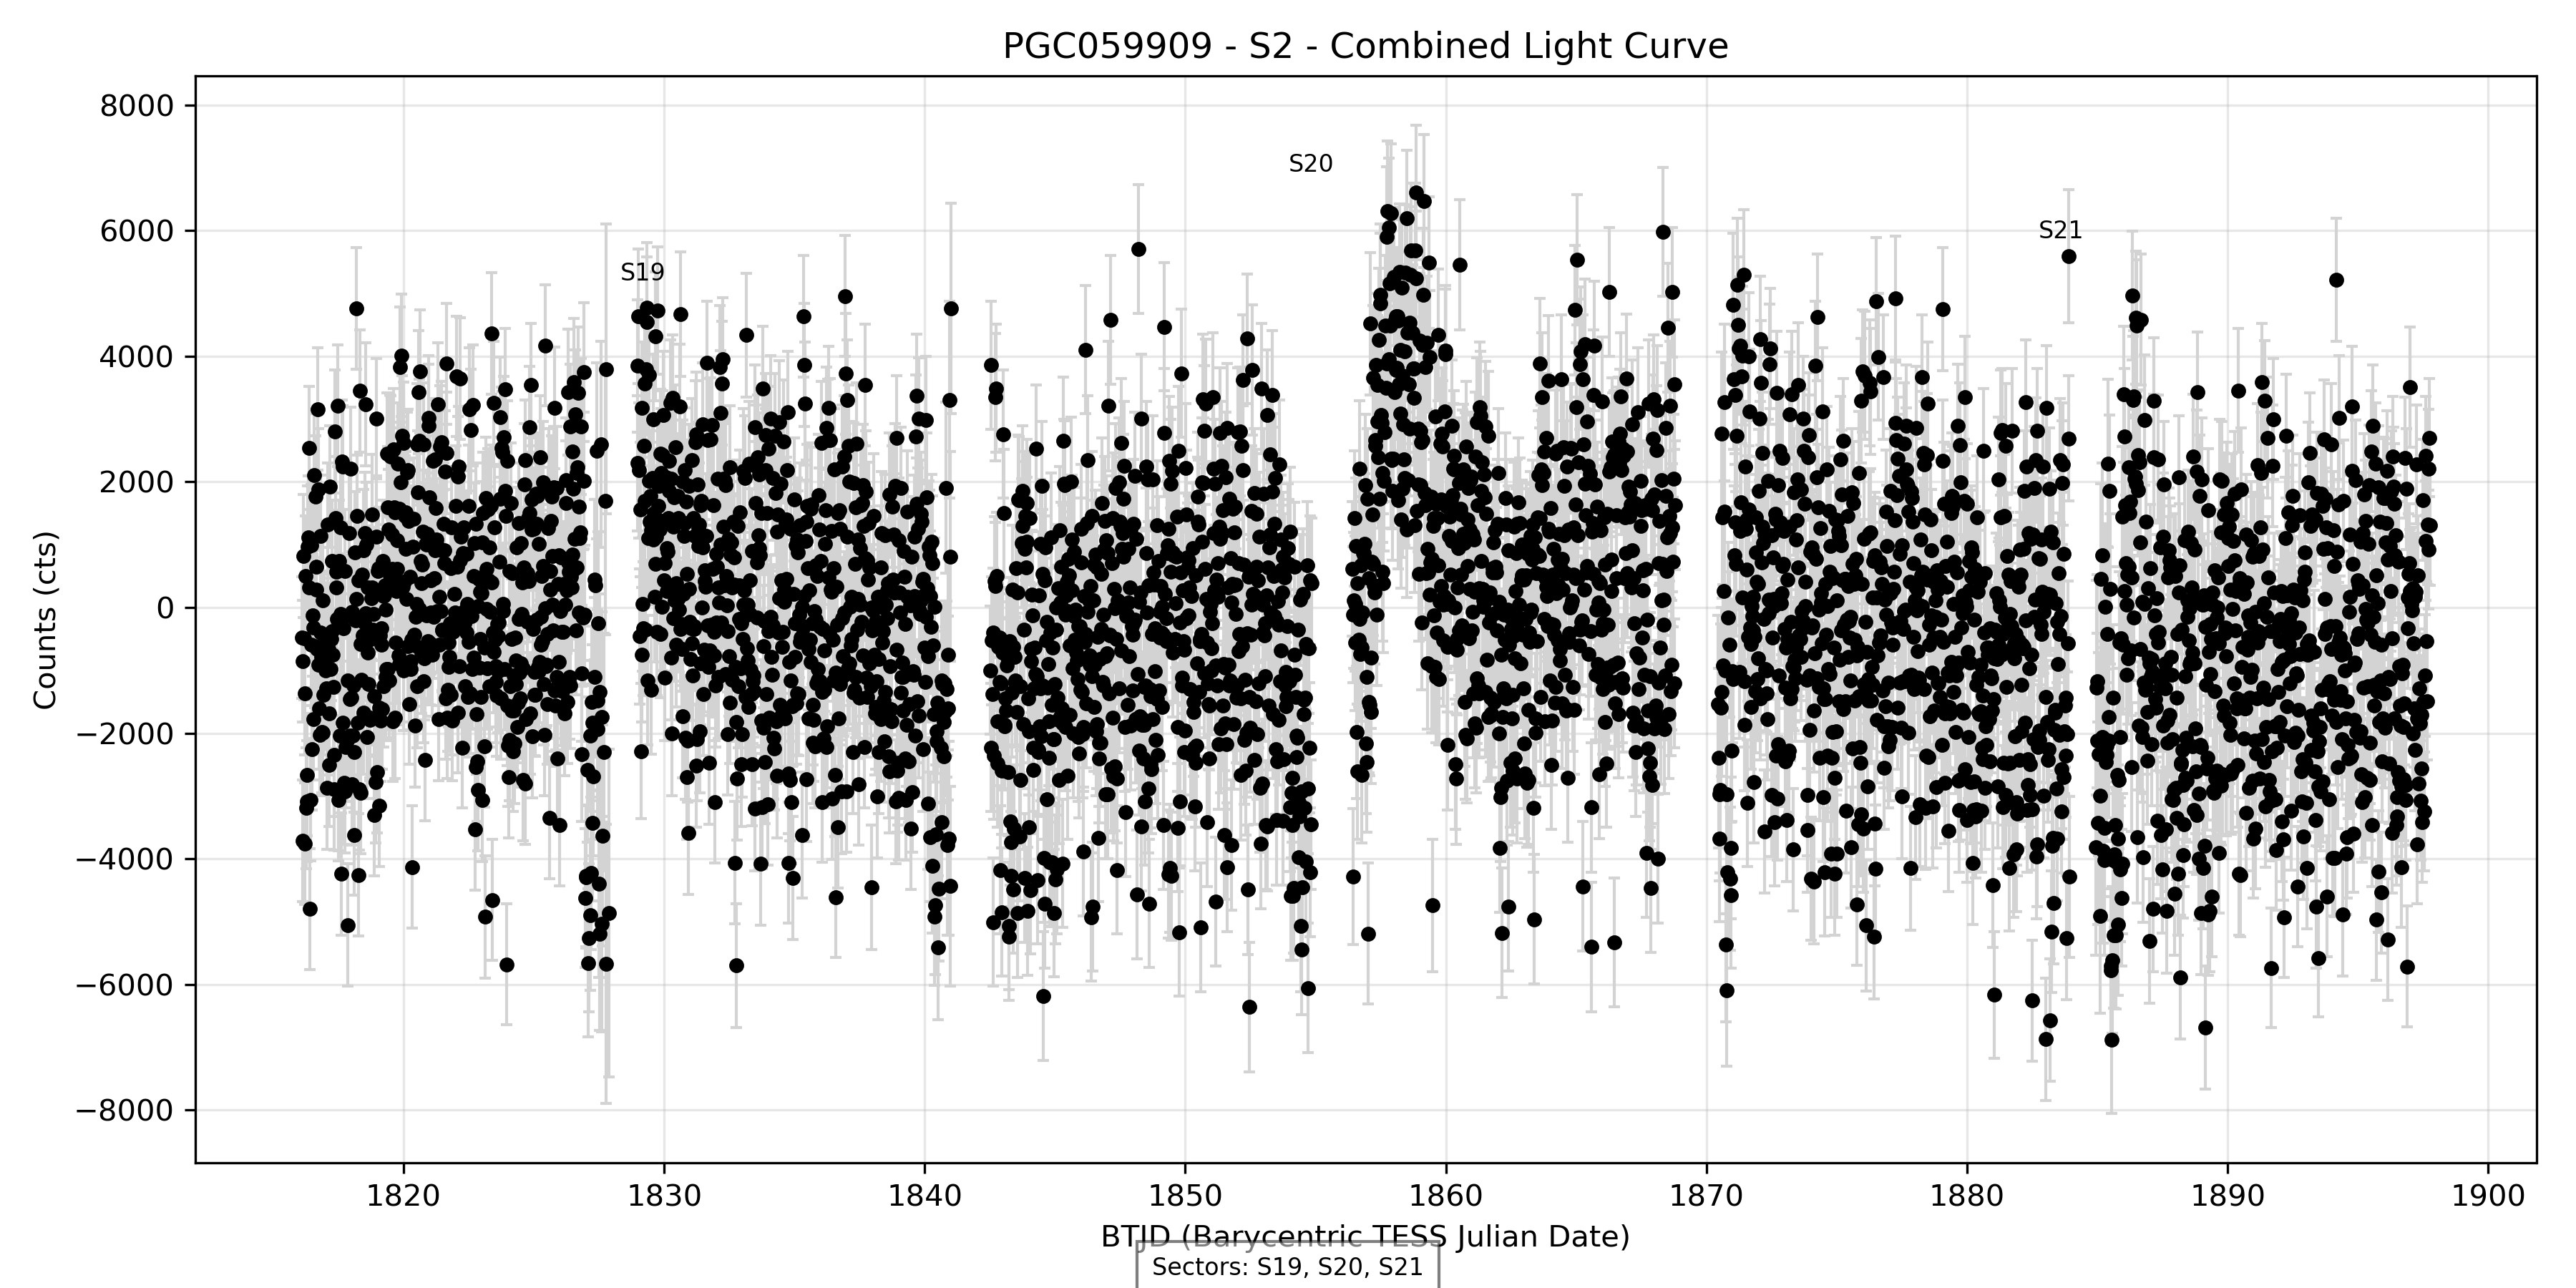 PGC059909 - S2 - Combined Light Curve
Counts (cts)
8000
6000
4000
2000
0
−2000
−4000
−6000
−8000
S19
S20
S21
1820 1830 1840 1850 1860 1870 1880 1890 1900
BTJD (Barycentric TESS Julian Date)
Sectors: S19, S20, S21